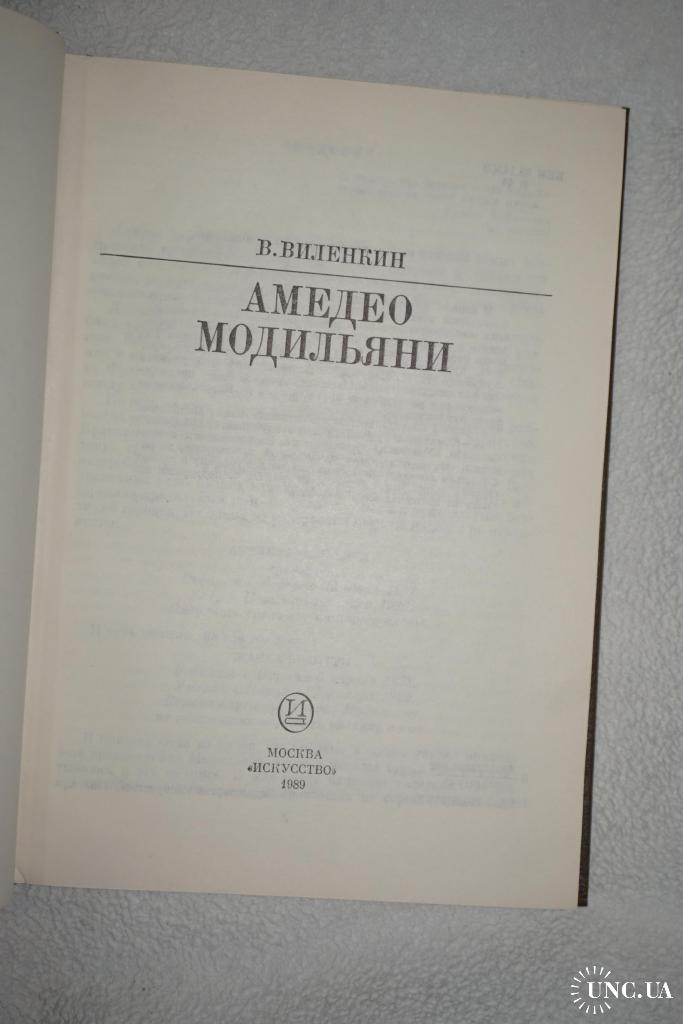 В. ВИЛЕНКИН
АМЕДЕО
МОДИЛЬЯНИ
И
МОСКВА
«ИСКУССТВО»
1989
UNC.UA